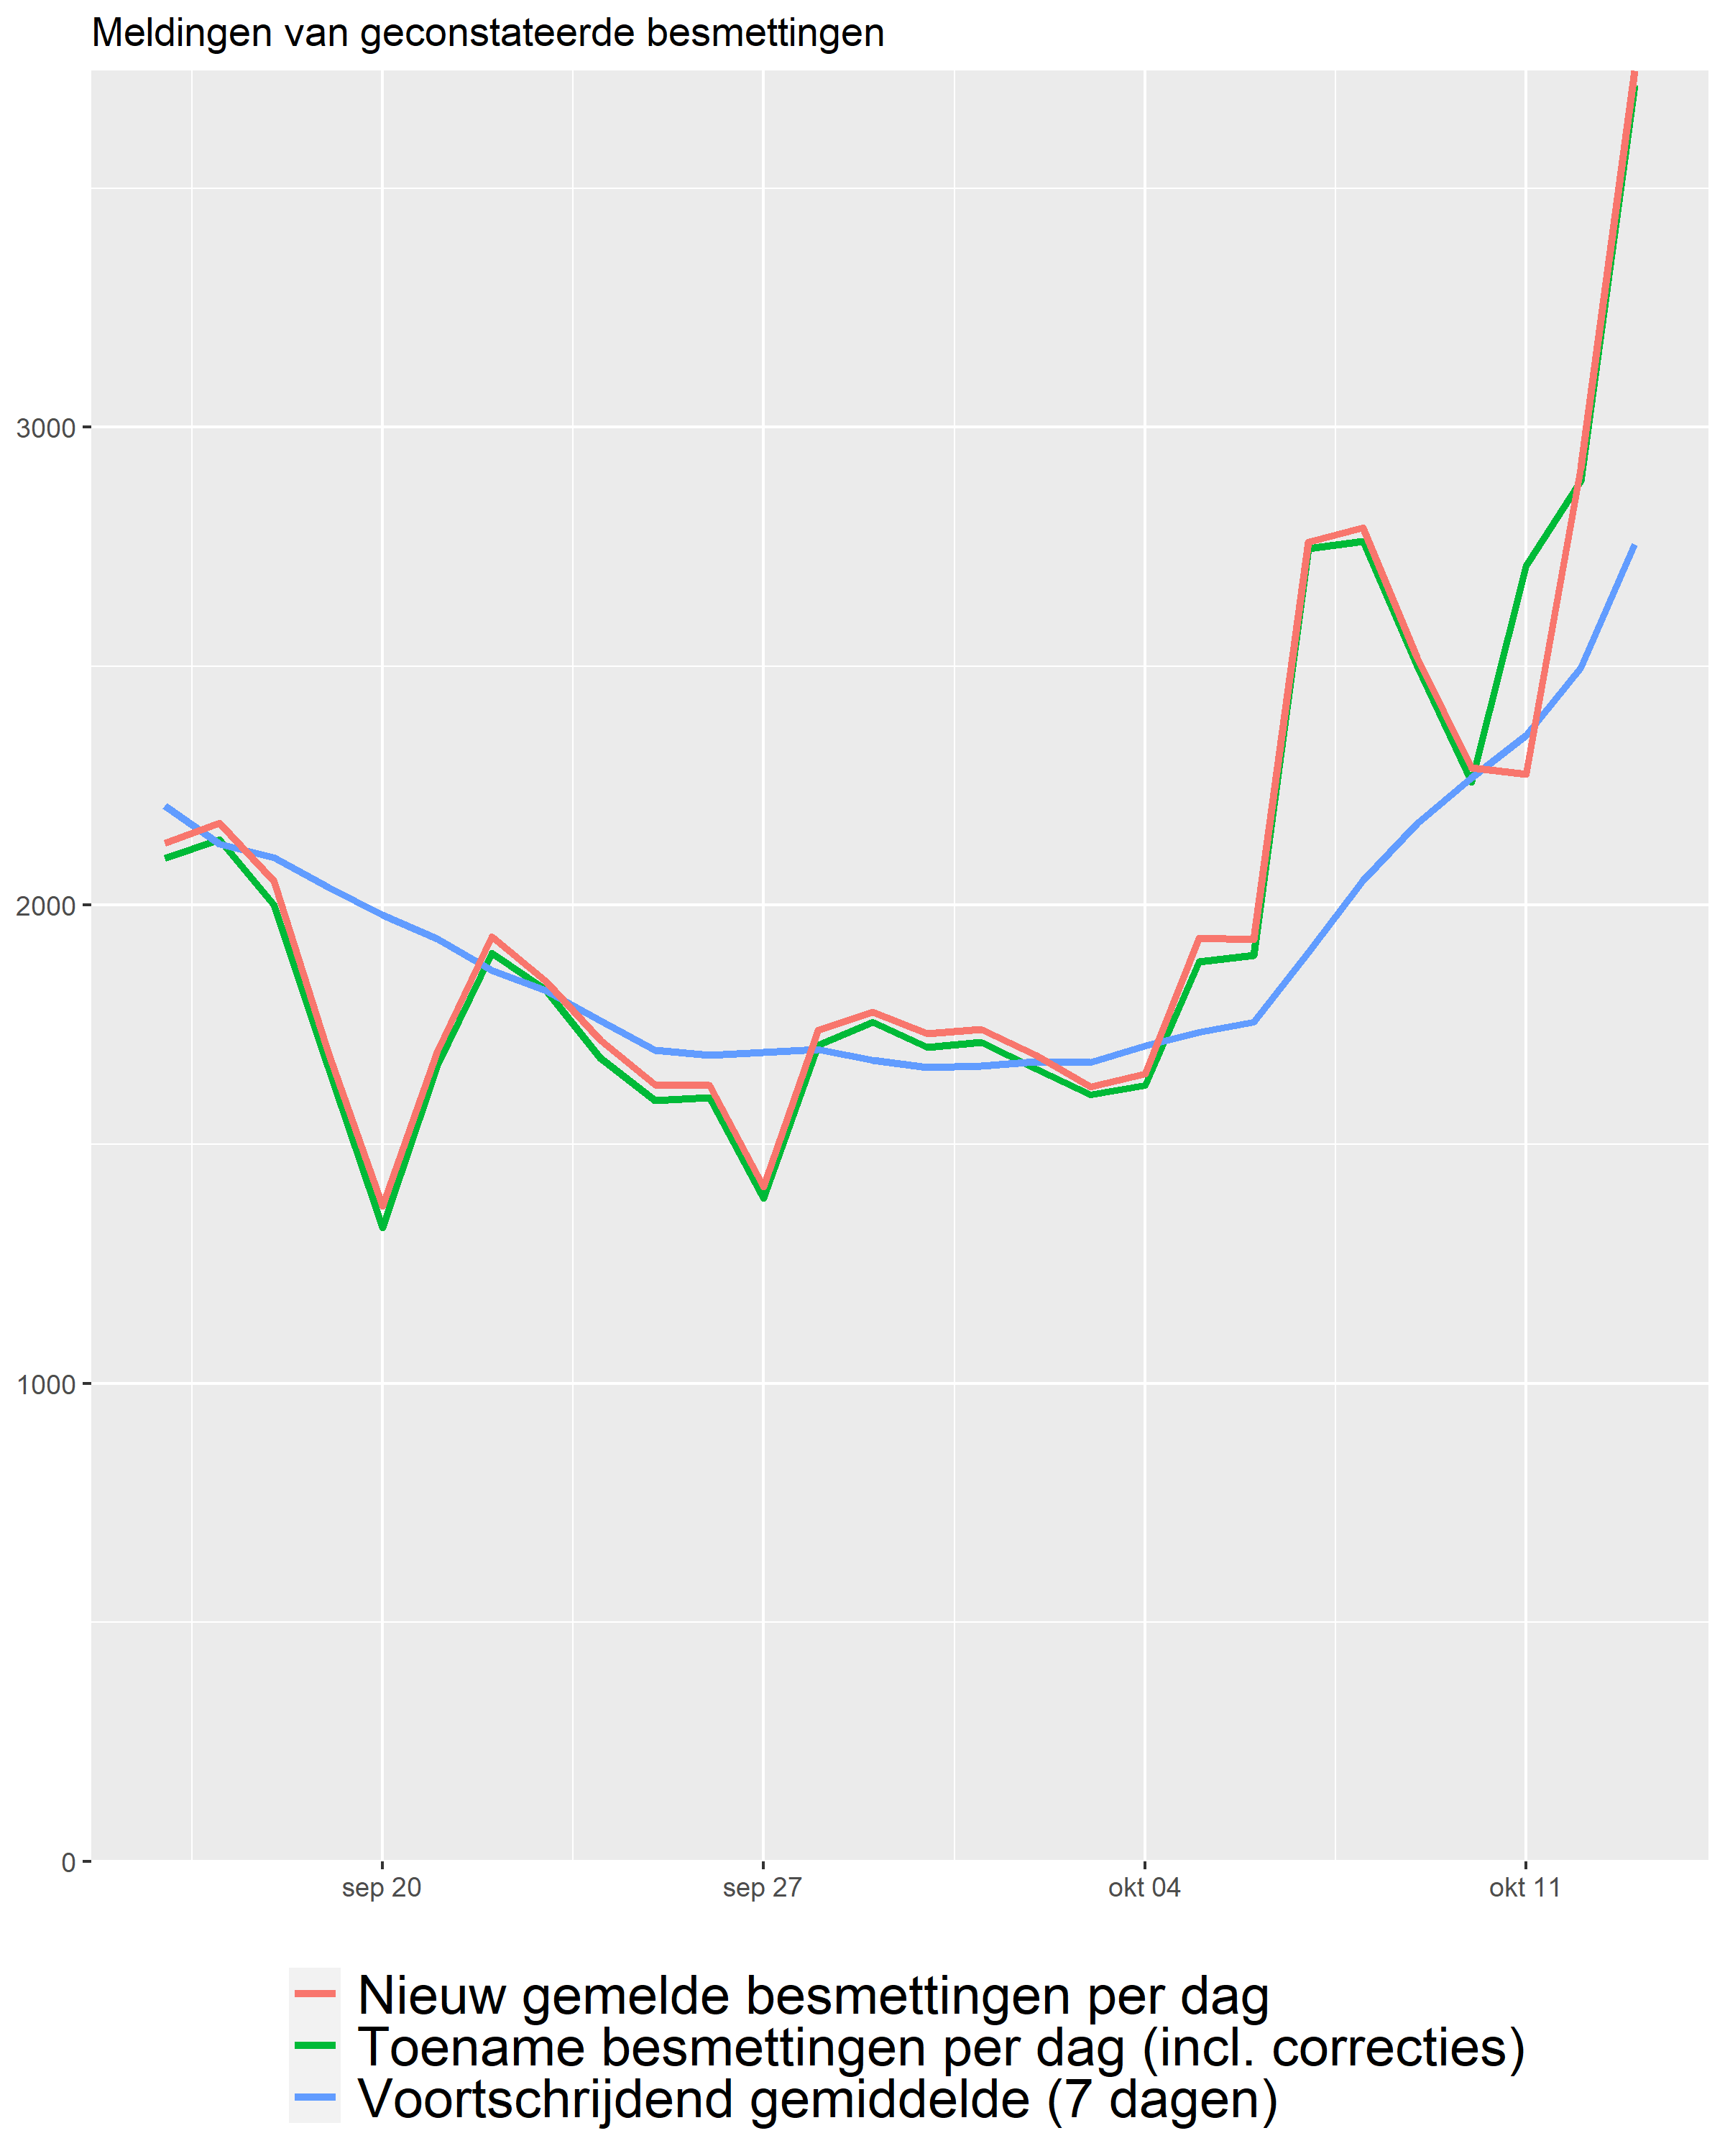 Meldingen van geconstateerde besmettingen
3000
2000
1000
0
sep 20
sep 27
okt 04
okt 11
Nieuw gemelde besmettingen per dag
Toename besmettingen per dag (incl. correcties)
Voortschrijdend gemiddelde (7 dagen)